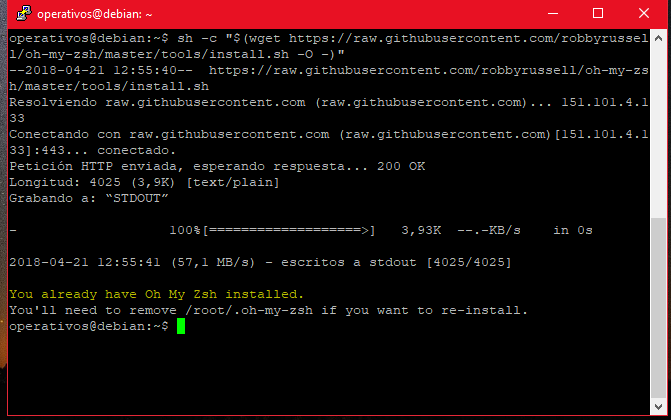 operativos@debian: ~
operativos@debian:~$ sh -c "$(wget https://raw.githubusercontent.com/robbyrussel
l/oh-my-zsh/master/tools/install.sh -O -)"
--2018-04-21 12:55:40--  https://raw.githubusercontent.com/robbyrussell/oh-my-zs
h/master/tools/install.sh
Resolviendo raw.githubusercontent.com (raw.githubusercontent.com)... 151.101.4.1
33
Conectando con raw.githubusercontent.com (raw.githubusercontent.com)[151.101.4.1
33]:443... conectado.
Petición HTTP enviada, esperando respuesta... 200 OK
Longitud: 4025 (3,9K) [text/plain]
Grabando a: “STDOUT”
-                   100%[===================>]   3,93K  --.-KB/s    in 0s
2018-04-21 12:55:41 (57,1 MB/s) - escritos a stdout [4025/4025]
You already have Oh My Zsh installed.
You'll need to remove /root/.oh-my-zsh if you want to re-install.
operativos@debian:~$